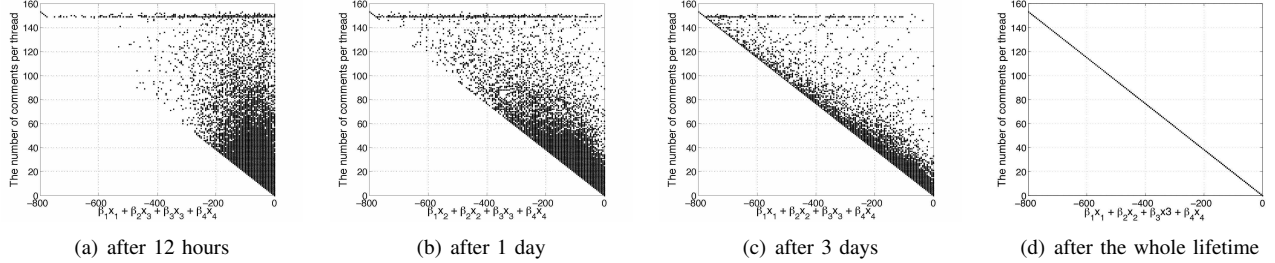 The number of comments per thread
160
140
120
100
80
60
40
20
0
−800 −600 −400 −200 0
β₁x₁ + β₂x₃ + β₃x₃ + β₄x₄
(a) after 12 hours
The number of comments per thread
160
140
120
100
80
60
40
20
0
−800 −600 −400 −200 0
β₁x₂ + β₂x₂ + β₃x₃ + β₄x₄
(b) after 1 day
The number of comments per thread
160
140
120
100
80
60
40
20
0
−800 −600 −400 −200 0
β₁x₁ + β₂x₂ + β₃x₃ + β₄x₄
(c) after 3 days
The number of comments per thread
160
140
120
100
80
60
40
20
0
−800 −600 −400 −200 0
β₁x₁ + β₂x₂ + β₃x3 + β₄x₄
(d) after the whole lifetime